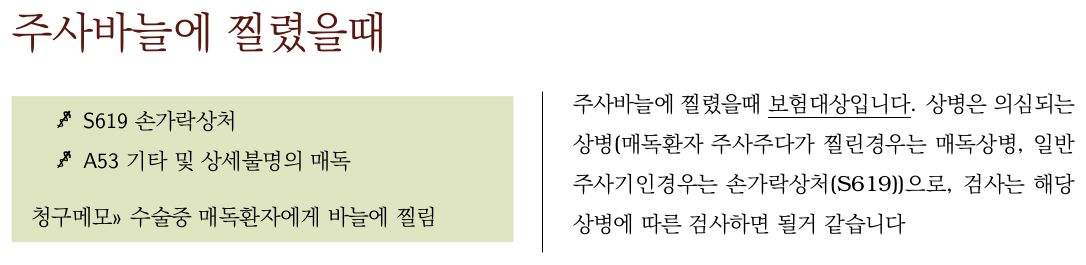 주사바늘에 찔렸을때
S619 손가락상처
A53 기타 및 상세불명의 매독
청구메모» 수술중 매독환자에게 바늘에 찔림
주사바늘에 찔렸을때 보험대상입니다. 상병은 의심되는
상병(매독환자 주사주다가 찔린경우는 매독상병, 일반
주사기인경우는 손가락상처(S619))으로, 검사는 해당
상병에 따른 검사하면 될거 같습니다